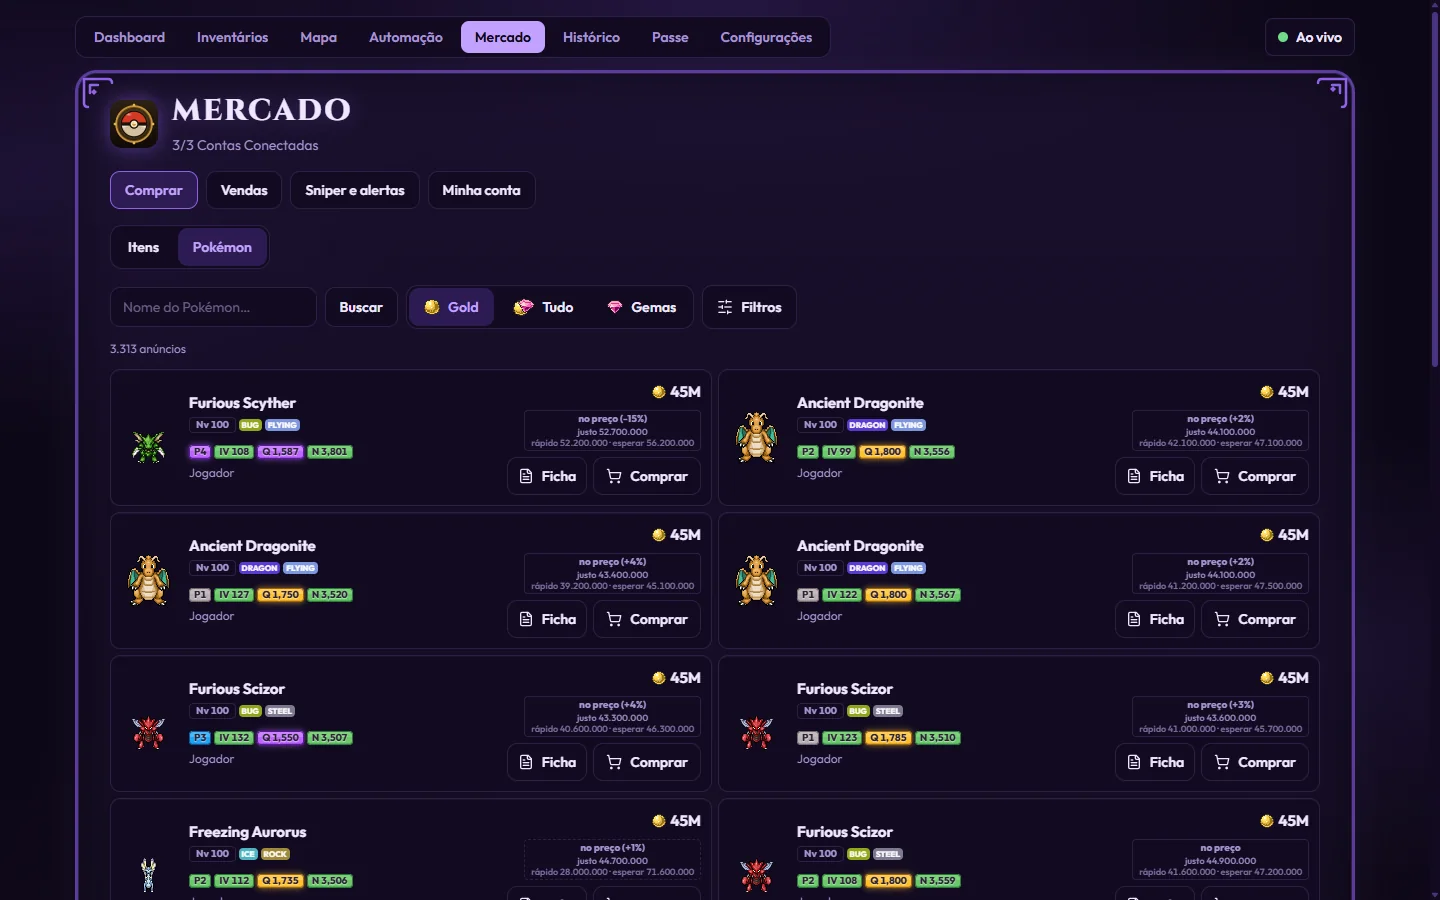 Dashboard Inventários Mapa Automação Mercado Histórico Passe Configurações Ao vivo
MERCADO
3/3 Contas Conectadas
Comprar Vendas Sniper e alertas Minha conta
Itens Pokémon
Nome do Pokémon... Buscar Gold Tudo Gemas Filtros
3.313 anúncios
45M
Furious Scyther
no preço (-15%)
Nv 100 BUG FLYING
justo 52.700.000
rápido 52.200.000 · esperar 56.200.000
P4 IV 108 Q 1,587 N 3,801
Jogador
Ficha Comprar
45M
Ancient Dragonite
no preço (+2%)
Nv 100 DRAGON FLYING
justo 44.100.000
rápido 42.100.000 · esperar 47.100.000
P2 IV 99 Q 1,800 N 3,556
Jogador
Ficha Comprar
45M
Ancient Dragonite
no preço (+4%)
Nv 100 DRAGON FLYING
justo 43.400.000
rápido 39.200.000 · esperar 45.100.000
P1 IV 127 Q 1,750 N 3,520
Jogador
Ficha Comprar
45M
Ancient Dragonite
no preço (+2%)
Nv 100 DRAGON FLYING
justo 44.100.000
rápido 41.200.000 · esperar 47.500.000
P1 IV 122 Q 1,800 N 3,567
Jogador
Ficha Comprar
45M
Furious Scizor
no preço (+4%)
Nv 100 BUG STEEL
justo 43.300.000
rápido 40.600.000 · esperar 46.300.000
P3 IV 132 Q 1,550 N 3,507
Jogador
Ficha Comprar
45M
Furious Scizor
no preço (+3%)
Nv 100 BUG STEEL
justo 43.600.000
rápido 41.000.000 · esperar 45.700.000
P1 IV 123 Q 1,785 N 3,510
Jogador
Ficha Comprar
45M
Freezing Aurorus
no preço (+1%)
Nv 100 ICE ROCK
justo 44.700.000
rápido 28.000.000 · esperar 71.600.000
P2 IV 112 Q 1,735 N 3,506
45M
Furious Scizor
no preço
Nv 100 BUG STEEL
justo 44.900.000
rápido 41.600.000 · esperar 47.200.000
P2 IV 108 Q 1,800 N 3,559